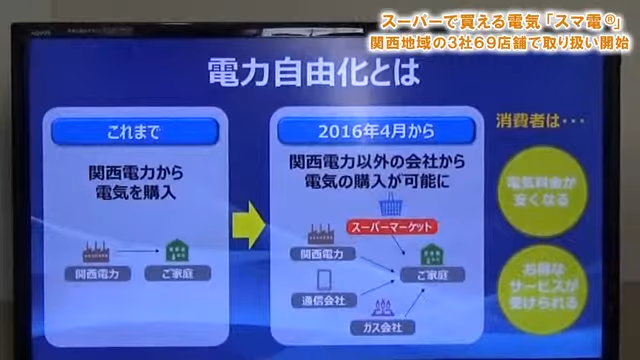 スーパーで買える電気「スマ電®」
関西地域の3社69店舗で取り扱い開始
電力自由化とは
これまで
関西電力から
電気を購入
関西電力
ご家庭
2016年4月から
関西電力以外の会社から
電気の購入が可能に
スーパーマーケット
関西電力
通信会社
ガス会社
ご家庭
消費者は・・・
電気料金が
安くなる
お得な
サービスが
受けられる